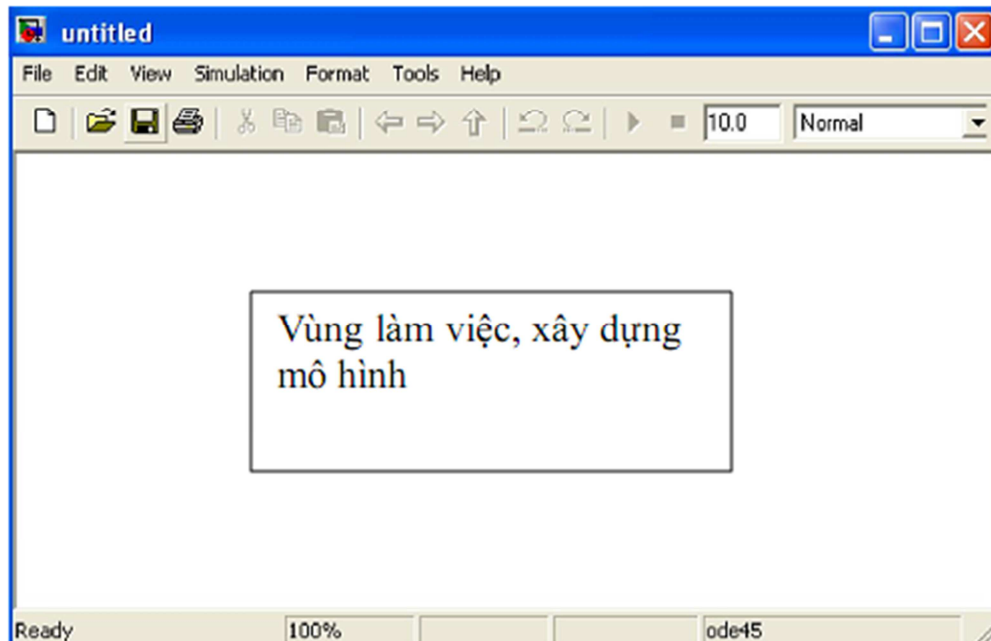 untitled
File Edit View Simulation Format Tools Help
10.0 Normal
Vùng làm việc, xây dựng
mô hình
Ready 100% ode45